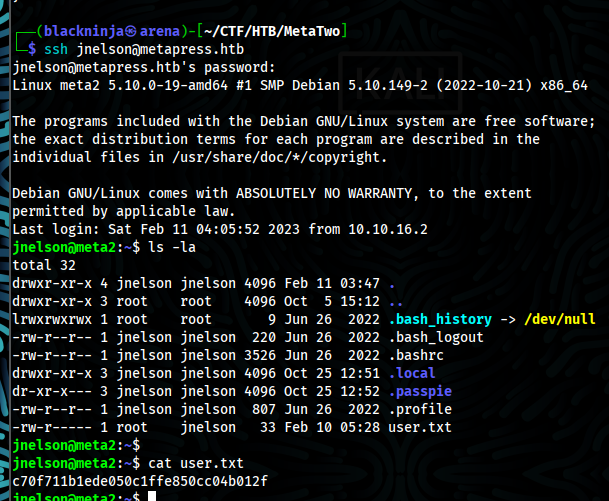 ┌──(blackninja㉿arena)-[~/CTF/HTB/MetaTwo]
└─$ ssh jnelson@metapress.htb
jnelson@metapress.htb's password:
Linux meta2 5.10.0-19-amd64 #1 SMP Debian 5.10.149-2 (2022-10-21) x86_64
The programs included with the Debian GNU/Linux system are free software;
the exact distribution terms for each program are described in the
individual files in /usr/share/doc/*/copyright.
Debian GNU/Linux comes with ABSOLUTELY NO WARRANTY, to the extent
permitted by applicable law.
Last login: Sat Feb 11 04:05:52 2023 from 10.10.16.2
jnelson@meta2:~$ ls -la
total 32
drwxr-xr-x 4 jnelson jnelson 4096 Feb 11 03:47 .
drwxr-xr-x 3 root    root    4096 Oct  5 15:12 ..
lrwxrwxrwx 1 root    root       9 Jun 26  2022 .bash_history -> /dev/null
-rw-r--r-- 1 jnelson jnelson  220 Jun 26  2022 .bash_logout
-rw-r--r-- 1 jnelson jnelson 3526 Jun 26  2022 .bashrc
drwxr-xr-x 3 jnelson jnelson 4096 Oct 25 12:51 .local
dr-xr-x--- 3 jnelson jnelson 4096 Oct 25 12:52 .passpie
-rw-r--r-- 1 jnelson jnelson  807 Jun 26  2022 .profile
-rw-r----- 1 root    jnelson   33 Feb 10 05:28 user.txt
jnelson@meta2:~$
jnelson@meta2:~$ cat user.txt
c70f711b1ede050c1ffe850cc04b012f
jnelson@meta2:~$